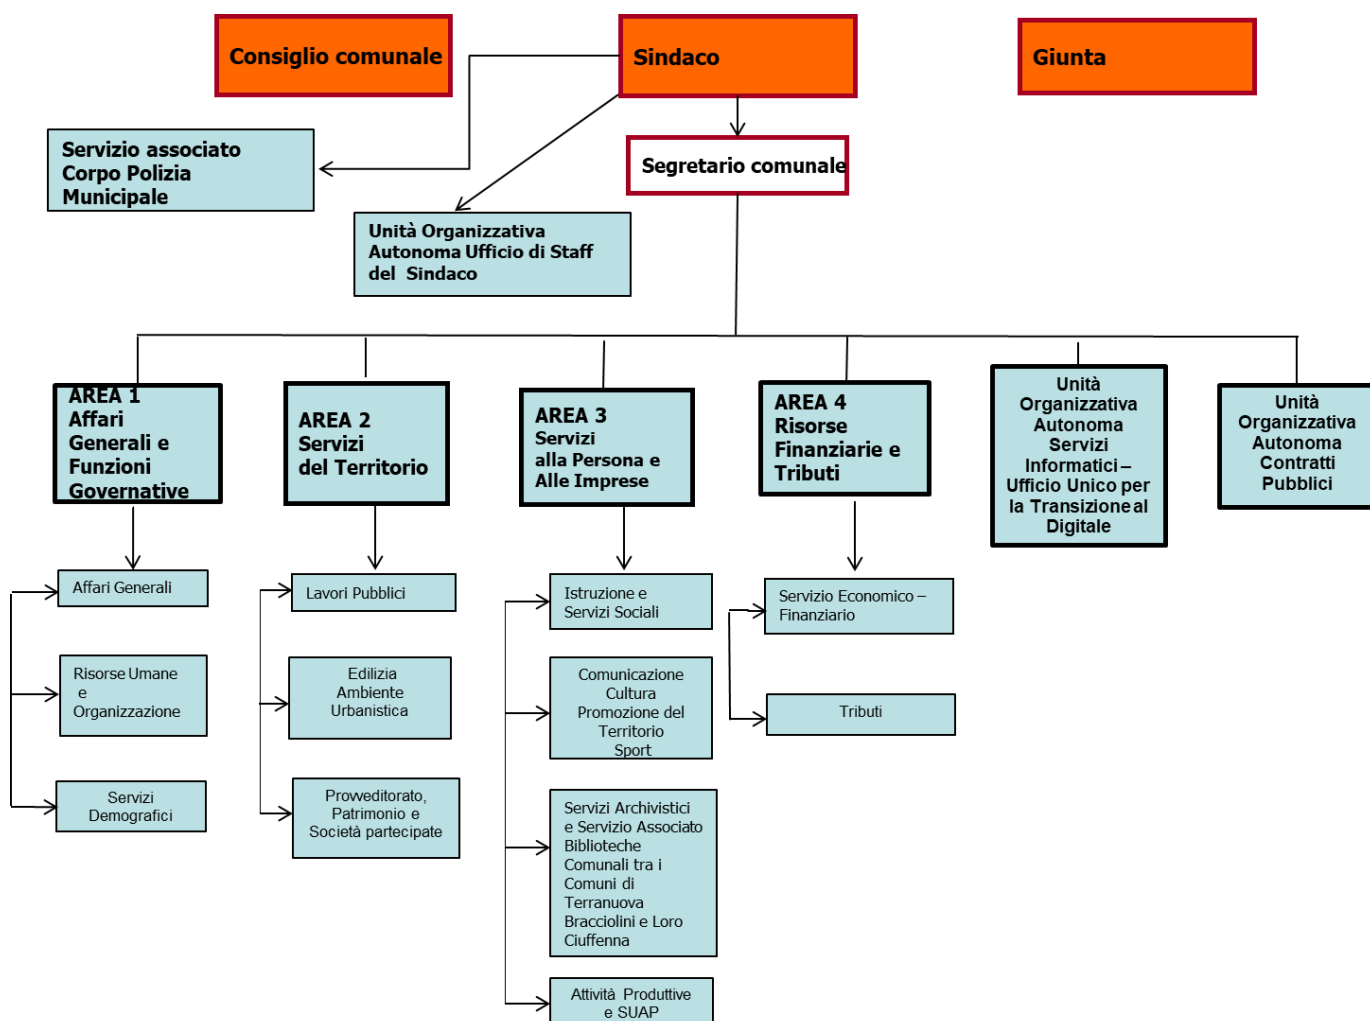 Consiglio comunale
Sindaco
Giunta
Servizio associato
Corpo Polizia
Municipale
Segretario comunale
Unità Organizzativa
Autonoma Ufficio di Staff
del Sindaco
AREA 1
Affari
Generali e
Funzioni
Governative
AREA 2
Servizi
del Territorio
AREA 3
Servizi
alla Persona e
Alle Imprese
AREA 4
Risorse
Finanziarie e
Tributi
Unità
Organizzativa
Autonoma
Servizi
Informatici –
Ufficio Unico per
la Transizione al
Digitale
Unità
Organizzativa
Autonoma
Contratti
Pubblici
Affari Generali
Risorse Umane
e
Organizzazione
Servizi
Demografici
Lavori Pubblici
Edilizia
Ambiente
Urbanistica
Provveditorato,
Patrimonio e
Società partecipate
Istruzione e
Servizi Sociali
Comunicazione
Cultura
Promozione del
Territorio
Sport
Servizi Archivistici
e Servizio Associato
Biblioteche
Comunali tra i
Comuni di
Terranuova
Bracciolini e Loro
Ciuffenna
Attività Produttive
e SUAP
Servizio Economico –
Finanziario
Tributi